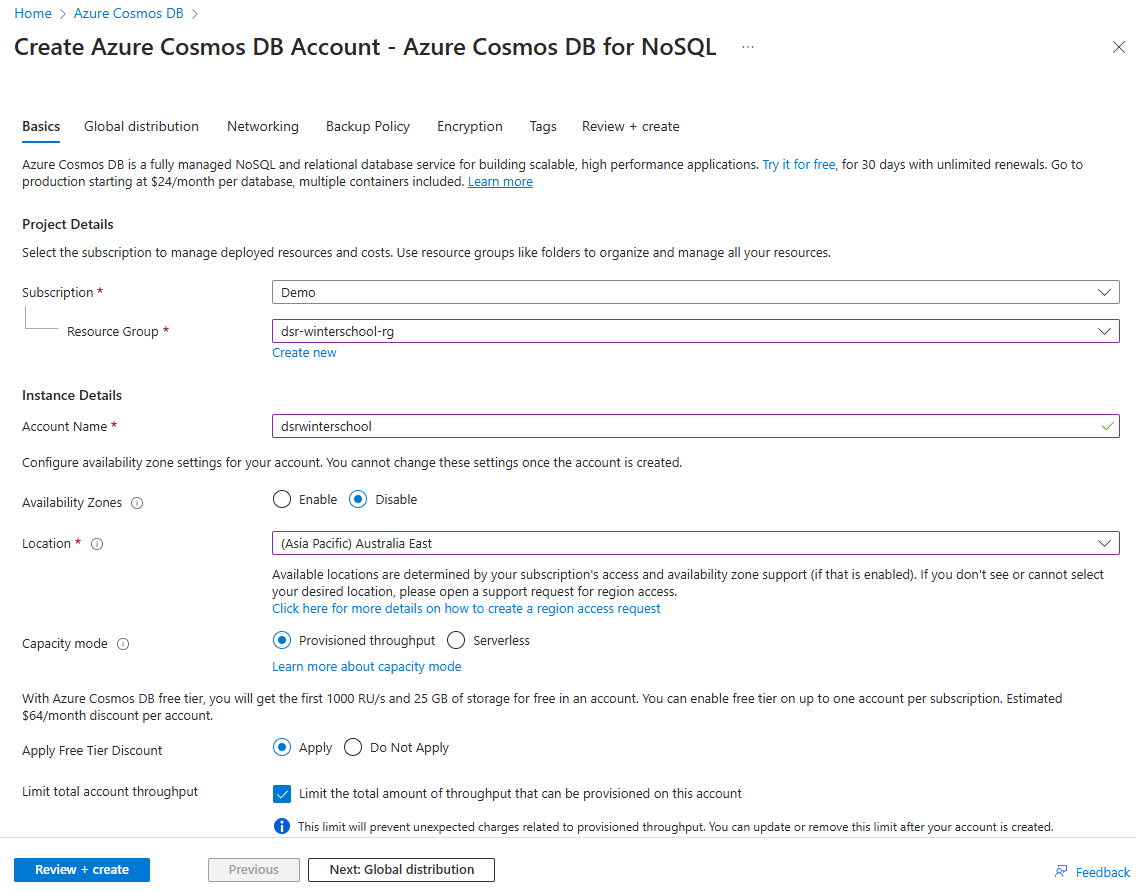 Home > Azure Cosmos DB >
Create Azure Cosmos DB Account - Azure Cosmos DB for NoSQL ...
Basics Global distribution Networking Backup Policy Encryption Tags Review + create
Azure Cosmos DB is a fully managed NoSQL and relational database service for building scalable, high performance applications. Try it for free, for 30 days with unlimited renewals. Go to
production starting at $24/month per database, multiple containers included. Learn more
Project Details
Select the subscription to manage deployed resources and costs. Use resource groups like folders to organize and manage all your resources.
Subscription * Demo
Resource Group * dsr-winterschool-rg
Create new
Instance Details
Account Name * dsrwinterschool
Configure availability zone settings for your account. You cannot change these settings once the account is created.
Availability Zones Enable Disable
Location * (Asia Pacific) Australia East
Available locations are determined by your subscription's access and availability zone support (if that is enabled). If you don't see or cannot select
your desired location, please open a support request for region access.
Click here for more details on how to create a region access request
Capacity mode Provisioned throughput Serverless
Learn more about capacity mode
With Azure Cosmos DB free tier, you will get the first 1000 RU/s and 25 GB of storage for free in an account. You can enable free tier on up to one account per subscription. Estimated
$64/month discount per account.
Apply Free Tier Discount Apply Do Not Apply
Limit total account throughput Limit the total amount of throughput that can be provisioned on this account
This limit will prevent unexpected charges related to provisioned throughput. You can update or remove this limit after your account is created.
Review + create Previous Next: Global distribution Feedback